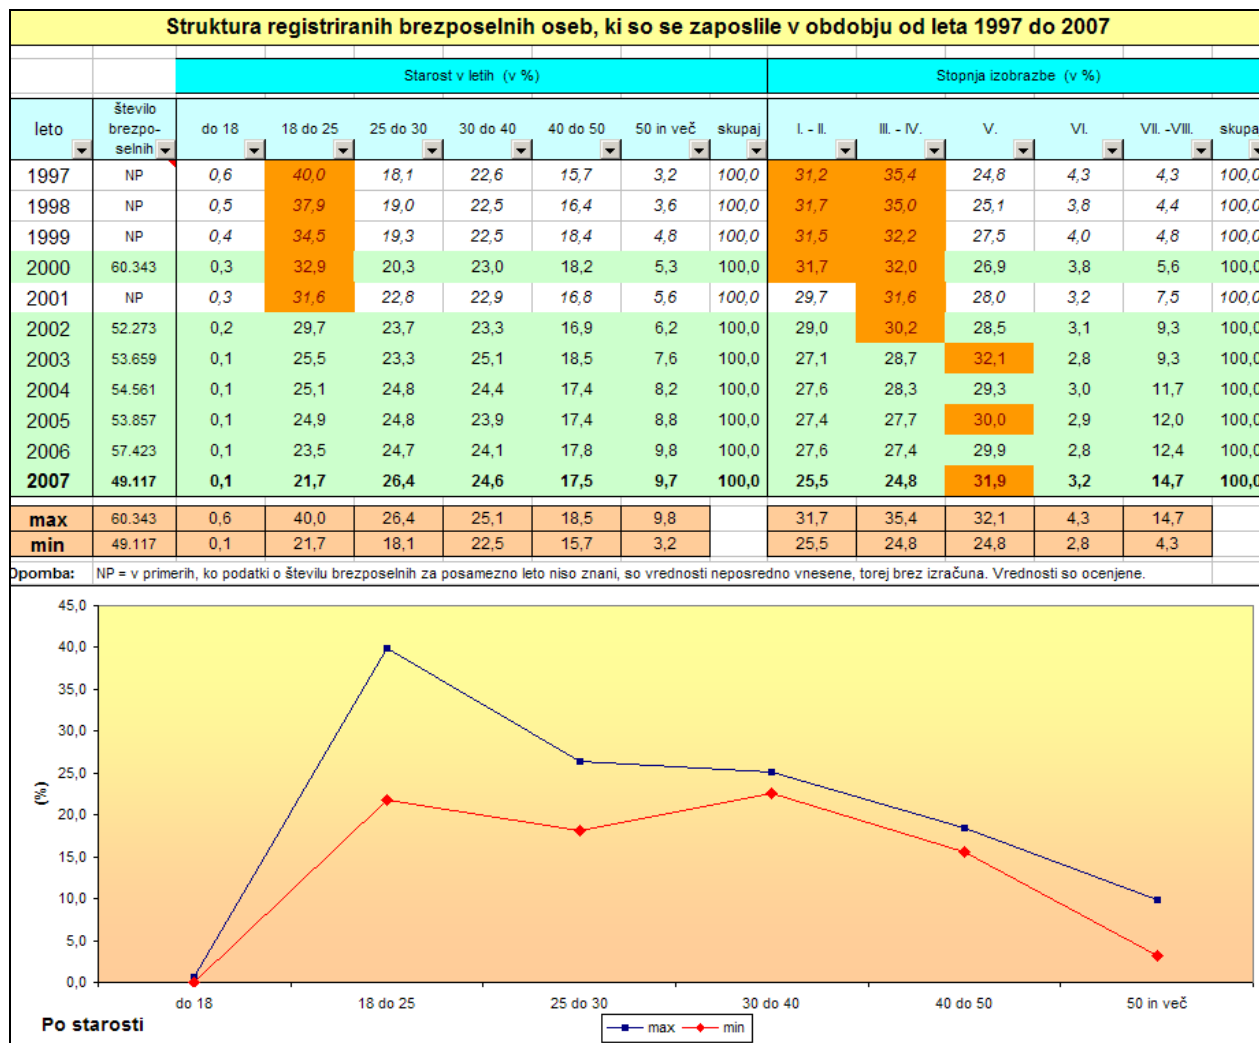 Struktura registriranih brezposelnih oseb, ki so se zaposlile v obdobju od leta 1997 do 2007
Starost v letih (v %) Stopnja izobrazbe (v %)
leto število brezpo- selnih do 18 18 do 25 25 do 30 30 do 40 40 do 50 50 in več skupaj I. - II. III. - IV. V. VI. VII. -VIII. skupaj
1997 NP 0,6 40,0 18,1 22,6 15,7 3,2 100,0 31,2 35,4 24,8 4,3 4,3 100,0
1998 NP 0,5 37,9 19,0 22,5 16,4 3,6 100,0 31,7 35,0 25,1 3,8 4,4 100,0
1999 NP 0,4 34,5 19,3 22,5 18,4 4,8 100,0 31,5 32,2 27,5 4,0 4,8 100,0
2000 60.343 0,3 32,9 20,3 23,0 18,2 5,3 100,0 31,7 32,0 26,9 3,8 5,6 100,0
2001 NP 0,3 31,6 22,8 22,9 16,8 5,6 100,0 29,7 31,6 28,0 3,2 7,5 100,0
2002 52.273 0,2 29,7 23,7 23,3 16,9 6,2 100,0 29,0 30,2 28,5 3,1 9,3 100,0
2003 53.659 0,1 25,5 23,3 25,1 18,5 7,6 100,0 27,1 28,7 32,1 2,8 9,3 100,0
2004 54.561 0,1 25,1 24,8 24,4 17,4 8,2 100,0 27,6 28,3 29,3 3,0 11,7 100,0
2005 53.857 0,1 24,9 24,8 23,9 17,4 8,8 100,0 27,4 27,7 30,0 2,9 12,0 100,0
2006 57.423 0,1 23,5 24,7 24,1 17,8 9,8 100,0 27,6 27,4 29,9 2,8 12,4 100,0
2007 49.117 0,1 21,7 26,4 24,6 17,5 9,7 100,0 25,5 24,8 31,9 3,2 14,7 100,0
max 60.343 0,6 40,0 26,4 25,1 18,5 9,8 31,7 35,4 32,1 4,3 14,7
min 49.117 0,1 21,7 18,1 22,5 15,7 3,2 25,5 24,8 24,8 2,8 4,3
Opomba: NP = v primerih, ko podatki o številu brezposelnih za posamezno leto niso znani, so vrednosti neposredno vnesene, torej brez izračuna. Vrednosti so ocenjene.
45,0
40,0
35,0
30,0
25,0
20,0
15,0
10,0
5,0
0,0
(%)
do 18 18 do 25 25 do 30 30 do 40 40 do 50 50 in več
Po starosti
max min